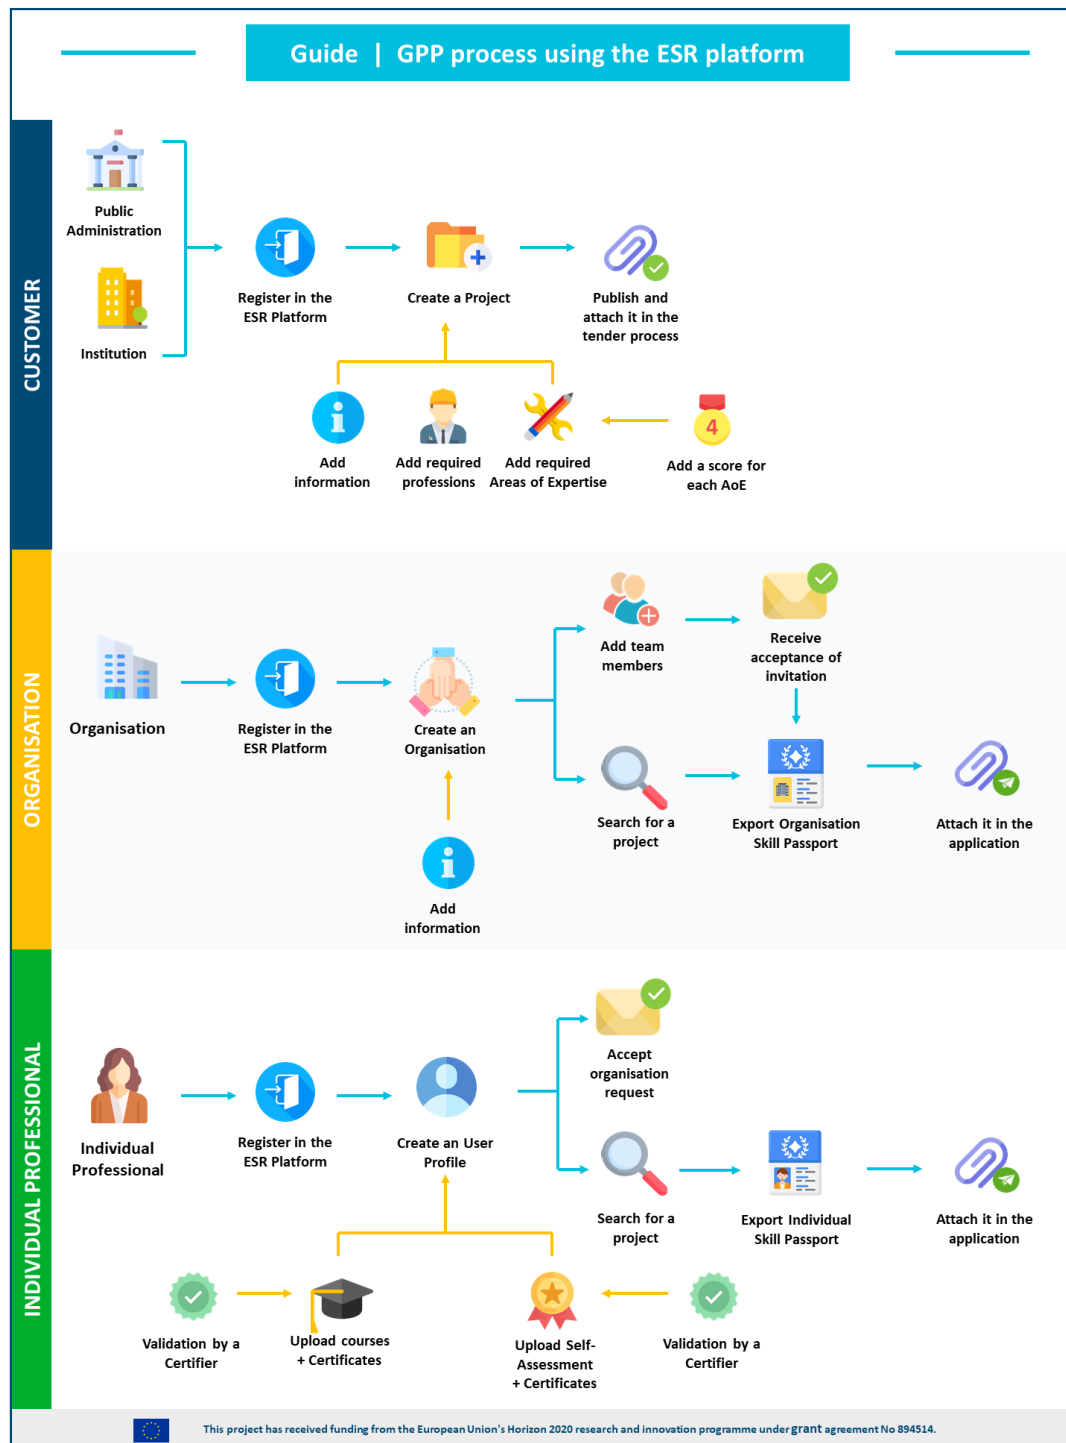 Guide | GPP process using the ESR platform
CUSTOMER
Public
Administration
Institution
Register in the
ESR Platform
Create a Project
Publish and
attach it in the
tender process
Add
information
Add required
professions
Add required
Areas of Expertise
4
Add a score for
each AoE
ORGANISATION
Organisation
Register in the
ESR Platform
Create an
Organisation
Add
information
Add team
members
Receive
acceptance of
invitation
Search for a
project
Export Organisation
Skill Passport
Attach it in the
application
INDIVIDUAL PROFESSIONAL
Individual
Professional
Register in the
ESR Platform
Create an User
Profile
Accept
organisation
request
Search for a
project
Export Individual
Skill Passport
Attach it in the
application
Validation by a
Certifier
Upload courses
+ Certificates
Upload Self-
Assessment
+ Certificates
Validation by a
Certifier
This project has received funding from the European Union's Horizon 2020 research and innovation programme under grant agreement No 894514.